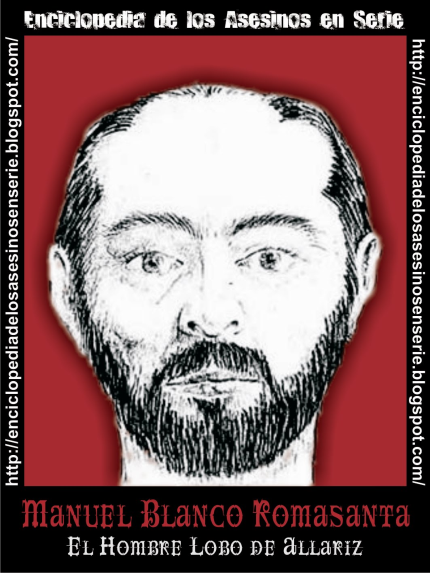 Enciclopedia de los Asesinos en Serie
http://enciclopediadelosasesinosenserie.blogspot.com/
http://enciclopediadelosasesinosenserie.blogspot.com/
Manuel Blanco Romasanta
El Hombre Lobo de Allariz